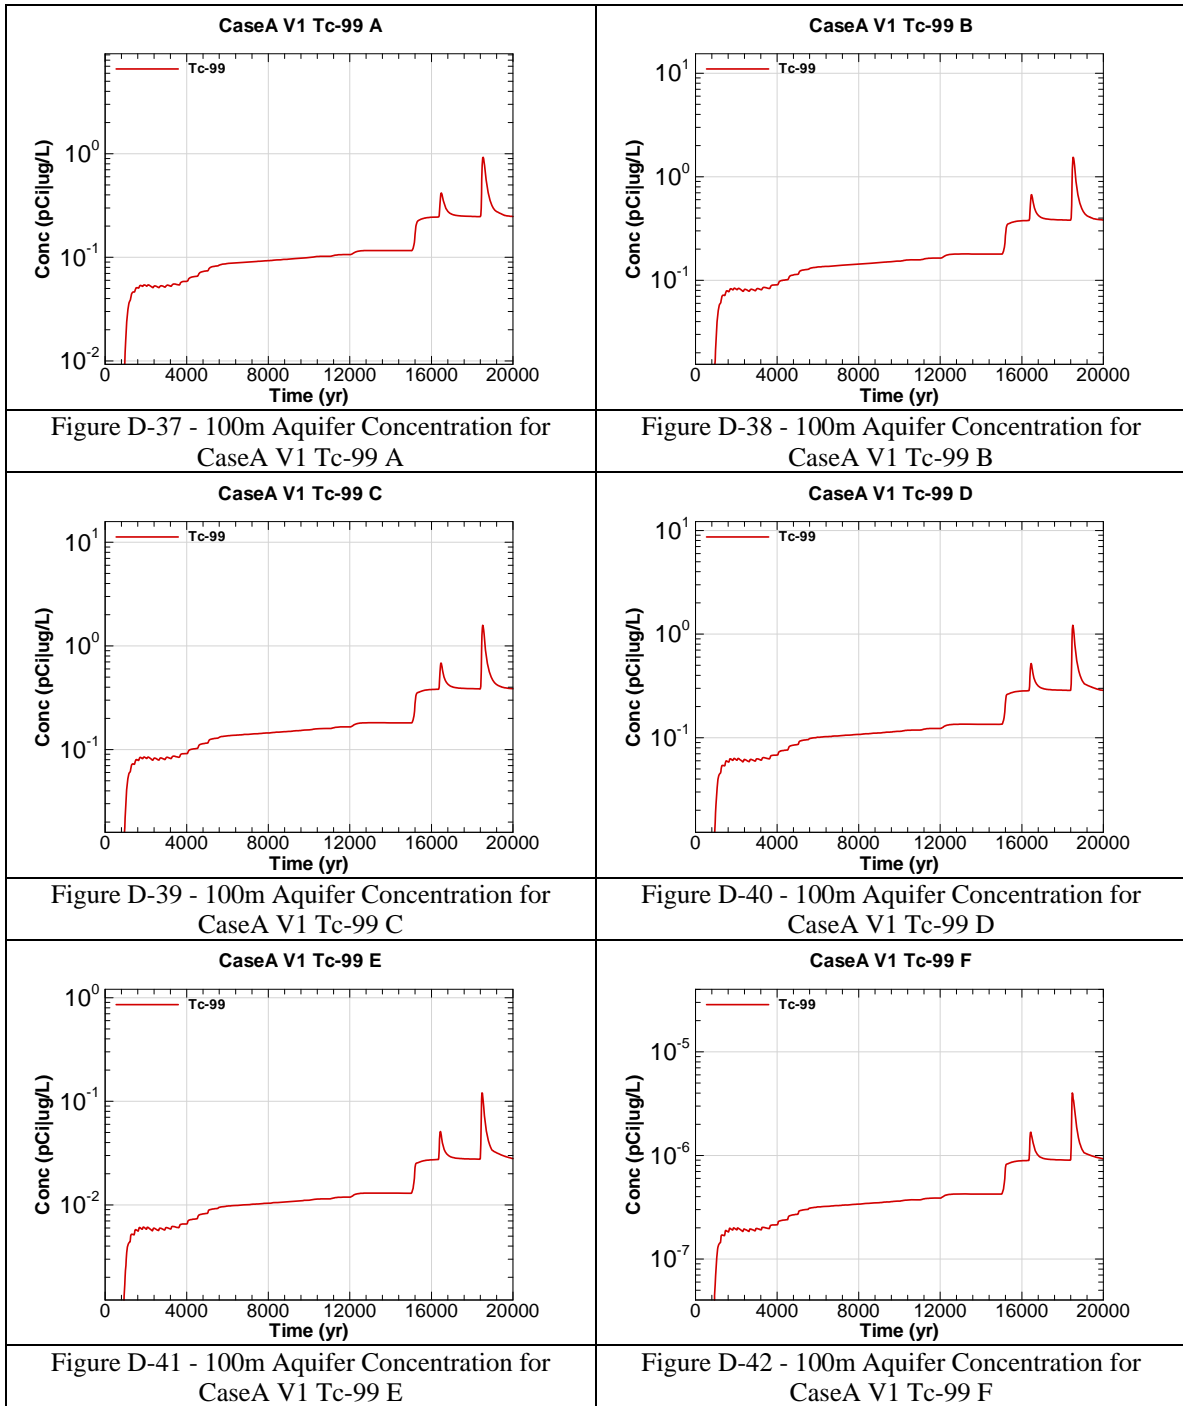 CaseA V1 Tc-99 A
Tc-99
10^0
10^-1
10^-2
Conc (pCi|ug/L)
0 4000 8000 12000 16000 20000
Time (yr)
Figure D-37 - 100m Aquifer Concentration for
CaseA V1 Tc-99 A
CaseA V1 Tc-99 B
Tc-99
10^1
10^0
10^-1
Conc (pCi|ug/L)
0 4000 8000 12000 16000 20000
Time (yr)
Figure D-38 - 100m Aquifer Concentration for
CaseA V1 Tc-99 B
CaseA V1 Tc-99 C
Tc-99
10^1
10^0
10^-1
Conc (pCi|ug/L)
0 4000 8000 12000 16000 20000
Time (yr)
Figure D-39 - 100m Aquifer Concentration for
CaseA V1 Tc-99 C
CaseA V1 Tc-99 D
Tc-99
10^1
10^0
10^-1
Conc (pCi|ug/L)
0 4000 8000 12000 16000 20000
Time (yr)
Figure D-40 - 100m Aquifer Concentration for
CaseA V1 Tc-99 D
CaseA V1 Tc-99 E
Tc-99
10^0
10^-1
10^-2
Conc (pCi|ug/L)
0 4000 8000 12000 16000 20000
Time (yr)
Figure D-41 - 100m Aquifer Concentration for
CaseA V1 Tc-99 E
CaseA V1 Tc-99 F
Tc-99
10^-5
10^-6
10^-7
Conc (pCi|ug/L)
0 4000 8000 12000 16000 20000
Time (yr)
Figure D-42 - 100m Aquifer Concentration for
CaseA V1 Tc-99 F